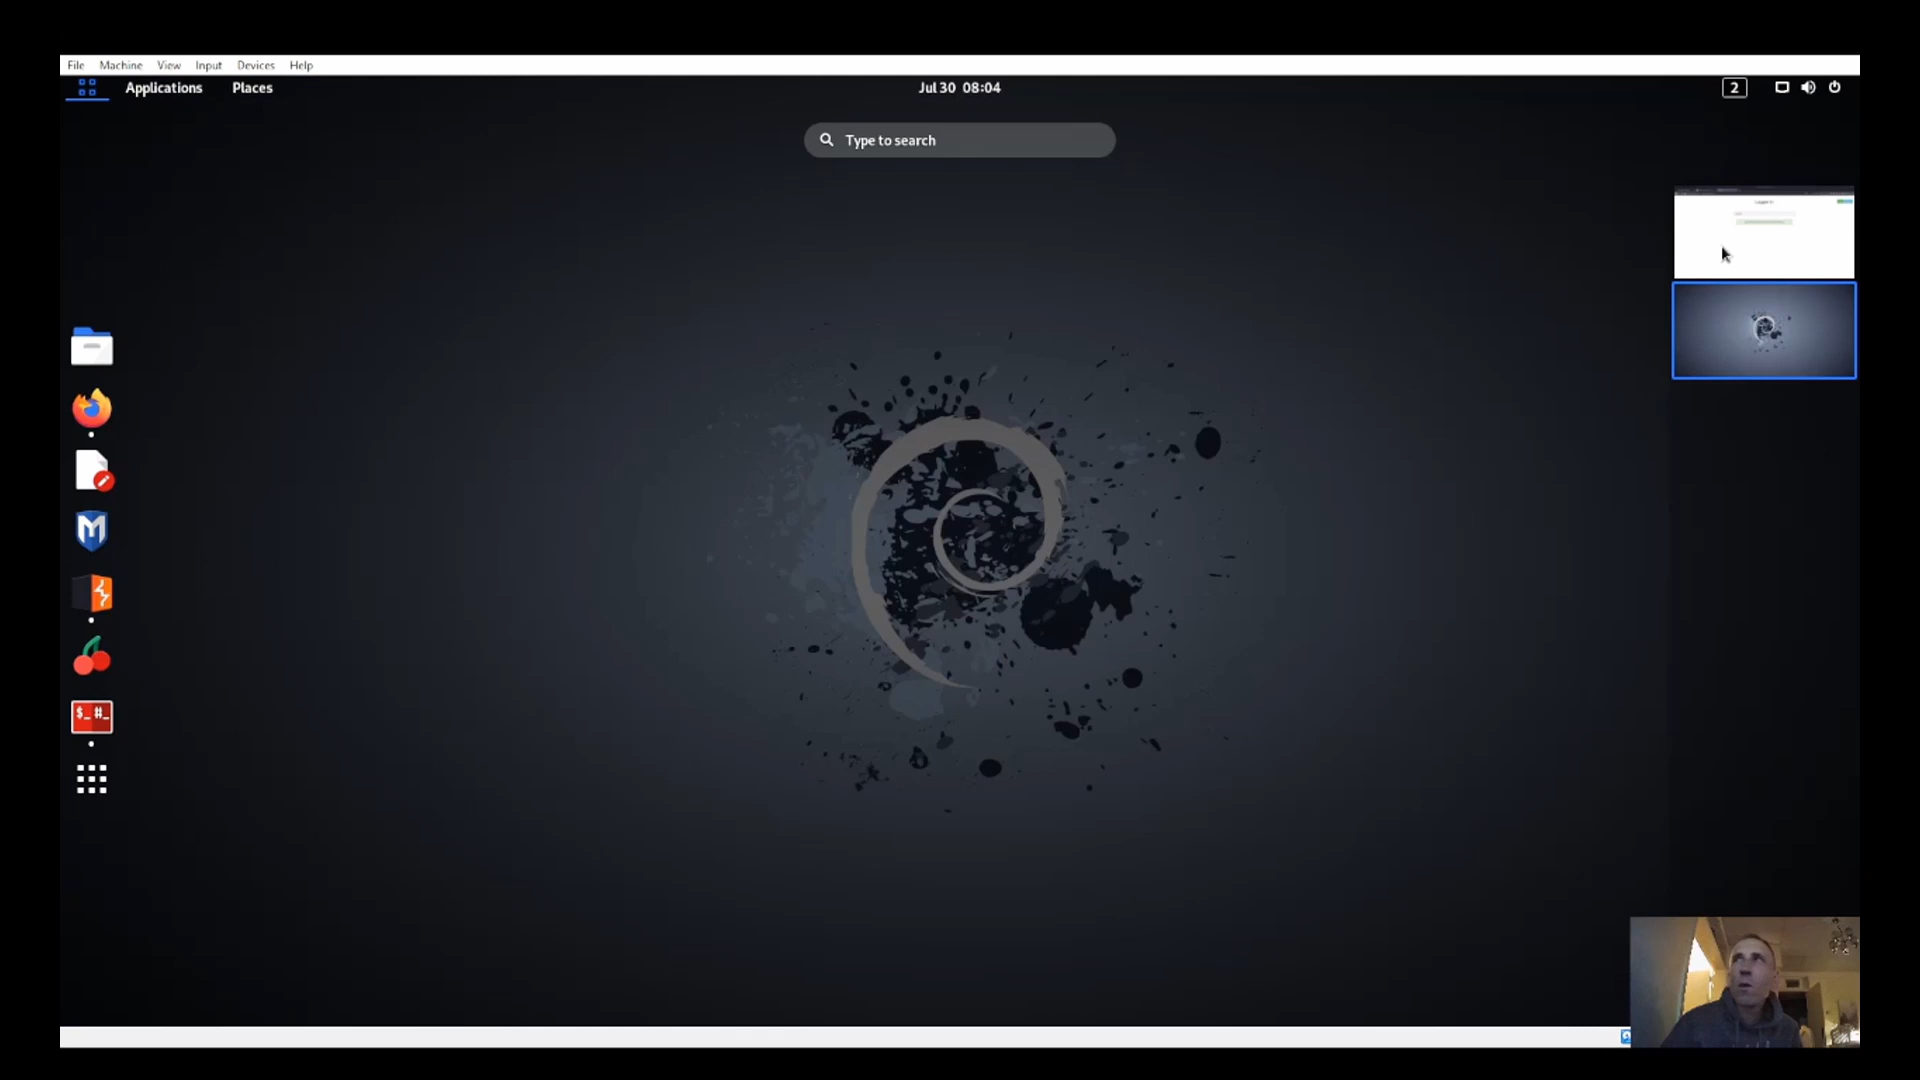 File Machine View Input Devices Help
Applications Places Jul 30 08:04 2
Type to search
$_ #_